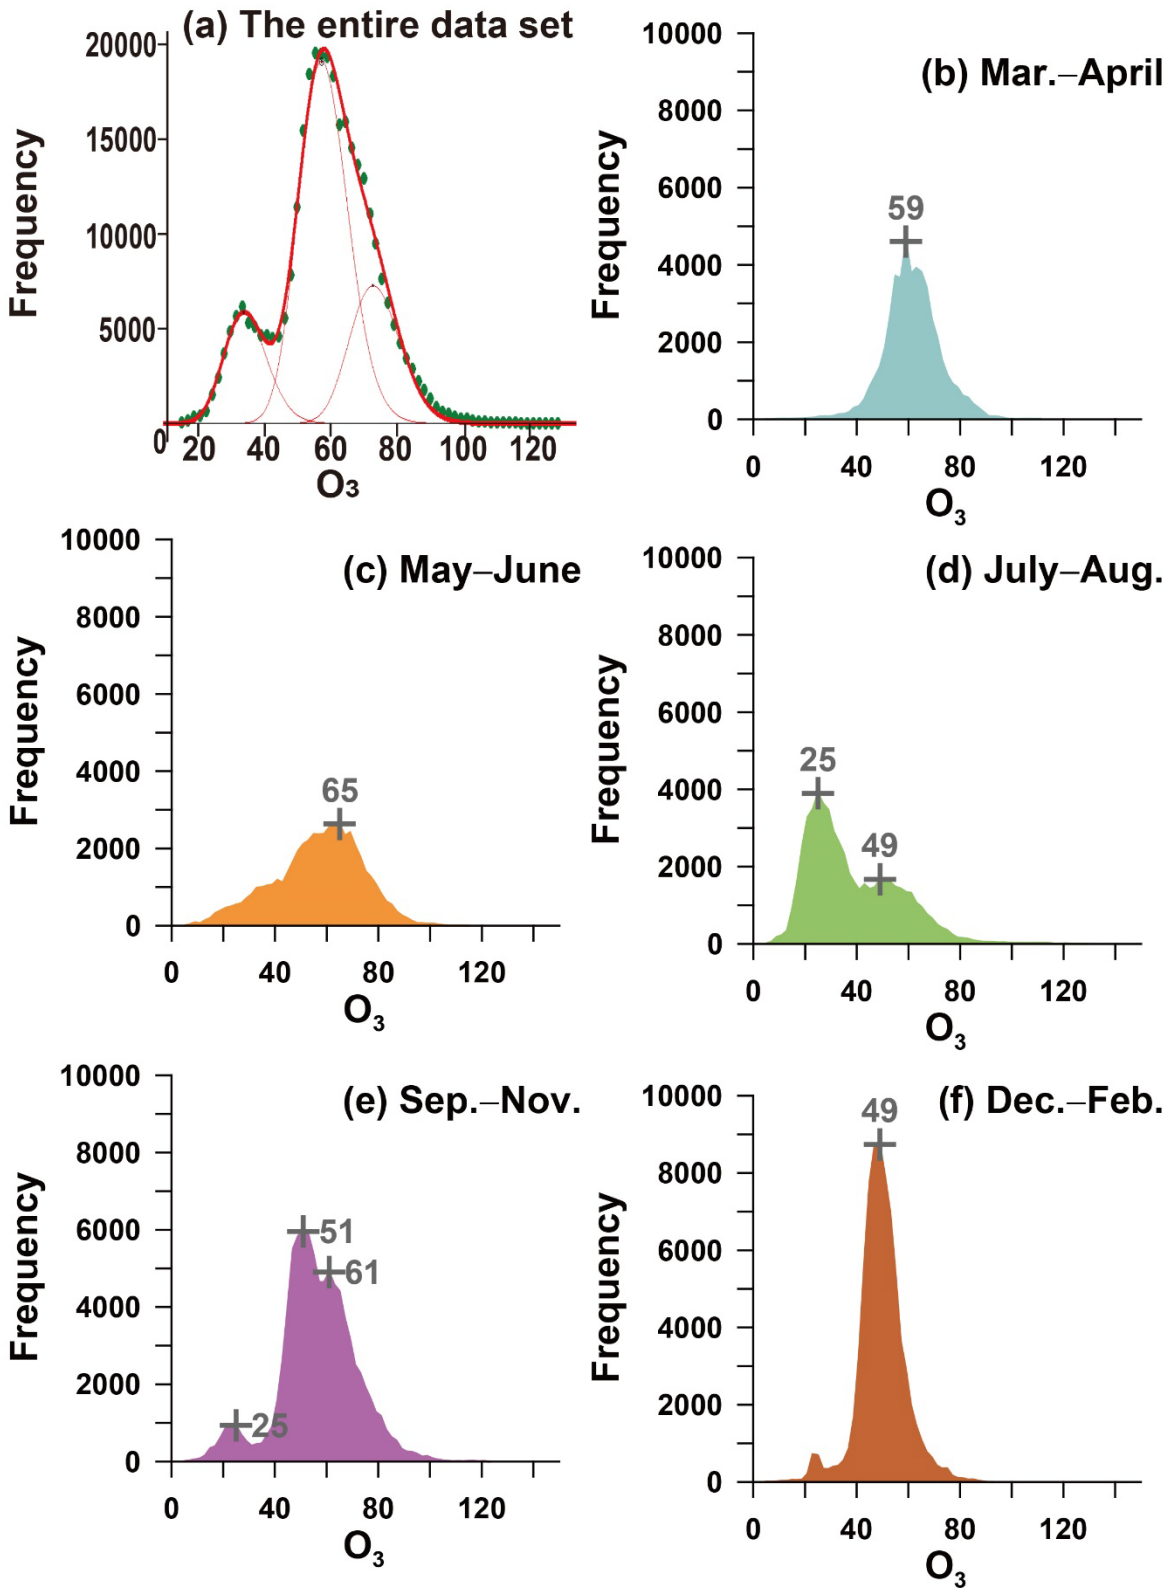 (a) The entire data set
Frequency
20000
15000
10000
5000
0 20 40 60 80 100 120
O3
(b) Mar.–April
Frequency
10000
8000
6000
4000
2000
0
59
0 40 80 120
O3
(c) May–June
Frequency
10000
8000
6000
4000
2000
0
65
0 40 80 120
O3
(d) July–Aug.
Frequency
10000
8000
6000
4000
2000
0
25
49
0 40 80 120
O3
(e) Sep.–Nov.
Frequency
10000
8000
6000
4000
2000
0
51
61
25
0 40 80 120
O3
(f) Dec.–Feb.
Frequency
10000
8000
6000
4000
2000
0
49
0 40 80 120
O3